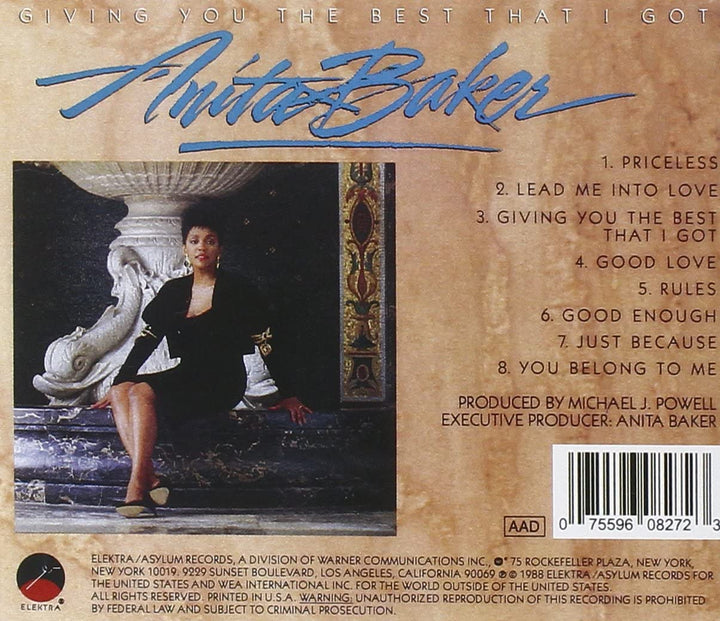 GIVING YOU THE BEST THAT I GOT
Anita Baker
1. PRICELESS
2. LEAD ME INTO LOVE
3. GIVING YOU THE BEST
THAT I GOT
4. GOOD LOVE
5. RULES
6. GOOD ENOUGH
7. JUST BECAUSE
8. YOU BELONG TO ME
PRODUCED BY MICHAEL J. POWELL
EXECUTIVE PRODUCER: ANITA BAKER
AAD
0 75596 08272 3
ELEKTRA/ASYLUM RECORDS, A DIVISION OF WARNER COMMUNICATIONS INC., ® 75 ROCKEFELLER PLAZA, NEW YORK,
NEW YORK 10019. 9229 SUNSET BOULEVARD, LOS ANGELES, CALIFORNIA 90069 ℗ © 1988 ELEKTRA/ASYLUM RECORDS FOR
THE UNITED STATES AND WEA INTERNATIONAL INC. FOR THE WORLD OUTSIDE OF THE UNITED STATES.
ALL RIGHTS RESERVED. PRINTED IN U.S.A. WARNING: UNAUTHORIZED REPRODUCTION OF THIS RECORDING IS PROHIBITED
BY FEDERAL LAW AND SUBJECT TO CRIMINAL PROSECUTION.
ELEKTRA ®